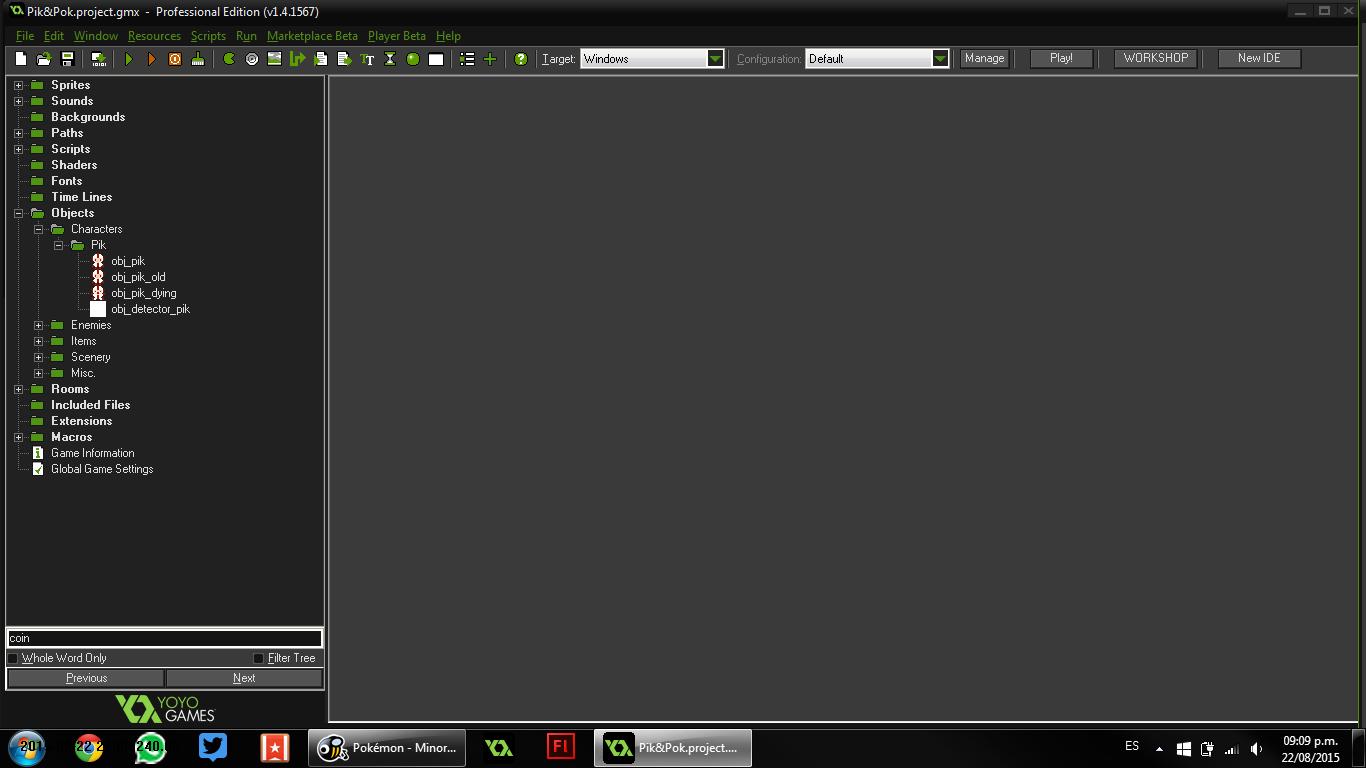 Pik&Pok.project.gmx - Professional Edition (v1.4.1567)
File Edit Window Resources Scripts Run Marketplace Beta Player Beta Help
Target: Windows Configuration: Default Manage Play! WORKSHOP New IDE
Sprites
Sounds
Backgrounds
Paths
Scripts
Shaders
Fonts
Time Lines
Objects
Characters
Pik
obj_pik
obj_pik_old
obj_pik_dying
obj_detector_pik
Enemies
Items
Scenery
Misc.
Rooms
Included Files
Extensions
Macros
Game Information
Global Game Settings
coin
Whole Word Only Filter Tree
Previous Next
YOYO
GAMES
22 240. Pokémon - Minor... Fl Pik&Pok.project.... ES 09:09 p.m.
22/08/2015